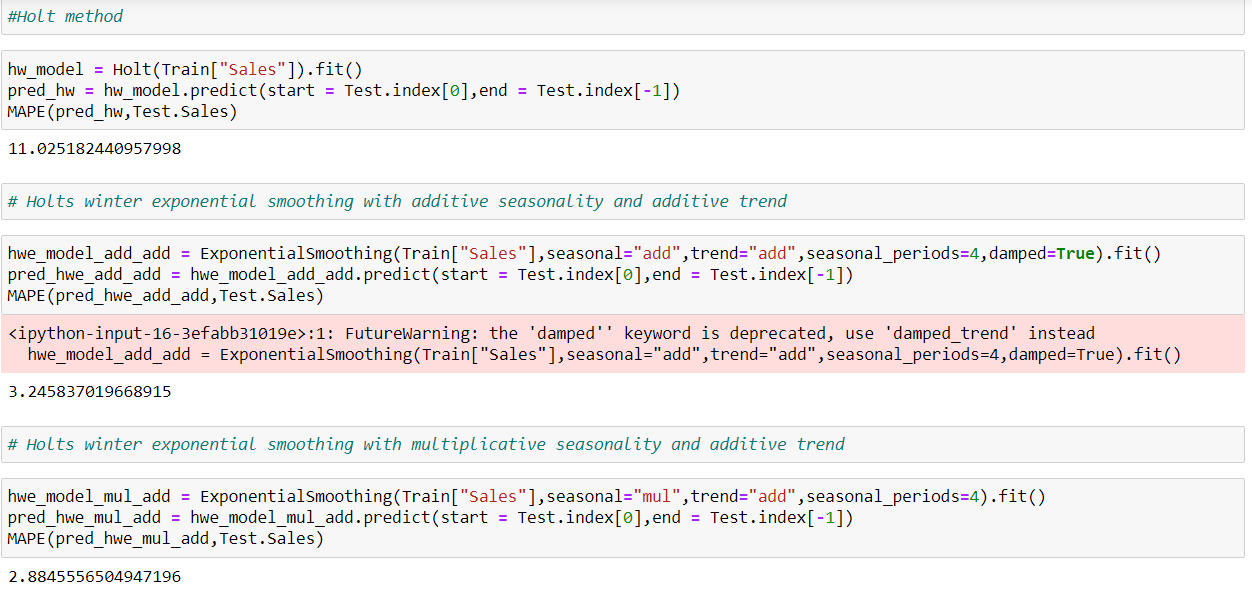 #Holt method
hw_model = Holt(Train["Sales"]).fit()
pred_hw = hw_model.predict(start = Test.index[0],end = Test.index[-1])
MAPE(pred_hw,Test.Sales)
11.025182440957998
# Holts winter exponential smoothing with additive seasonality and additive trend
hwe_model_add_add = ExponentialSmoothing(Train["Sales"],seasonal="add",trend="add",seasonal_periods=4,damped=True).fit()
pred_hwe_add_add = hwe_model_add_add.predict(start = Test.index[0],end = Test.index[-1])
MAPE(pred_hwe_add_add,Test.Sales)
<ipython-input-16-3efabb31019e>:1: FutureWarning: the 'damped'' keyword is deprecated, use 'damped_trend' instead
  hwe_model_add_add = ExponentialSmoothing(Train["Sales"],seasonal="add",trend="add",seasonal_periods=4,damped=True).fit()
3.245837019668915
# Holts winter exponential smoothing with multiplicative seasonality and additive trend
hwe_model_mul_add = ExponentialSmoothing(Train["Sales"],seasonal="mul",trend="add",seasonal_periods=4).fit()
pred_hwe_mul_add = hwe_model_mul_add.predict(start = Test.index[0],end = Test.index[-1])
MAPE(pred_hwe_mul_add,Test.Sales)
2.8845556504947196